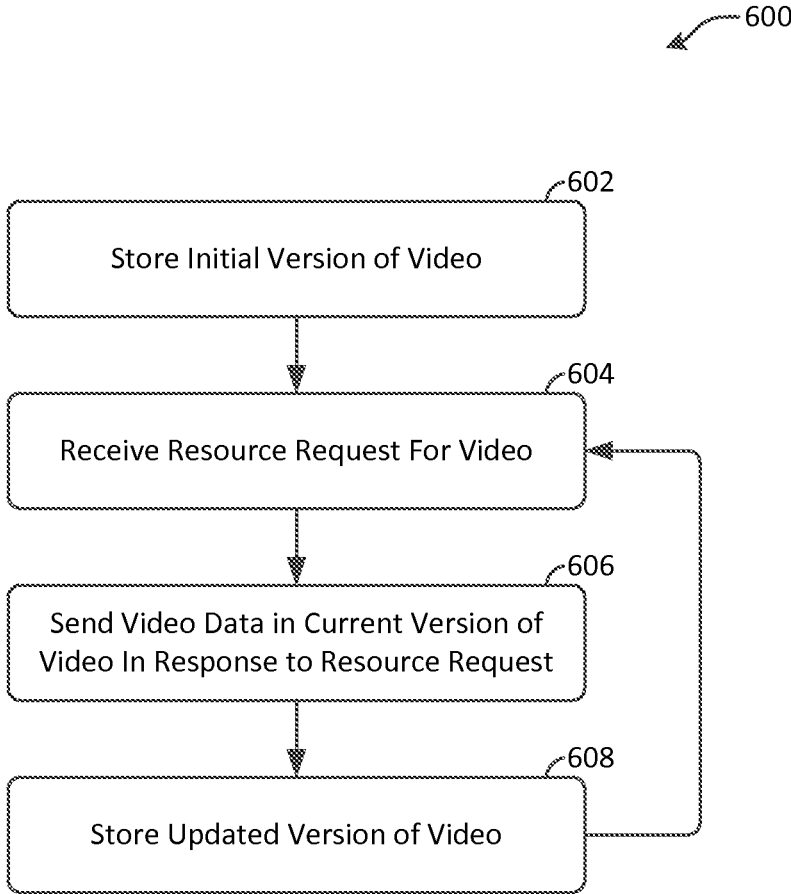 600
602
Store Initial Version of Video
604
Receive Resource Request For Video
606
Send Video Data in Current Version of
Video In Response to Resource Request
608
Store Updated Version of Video